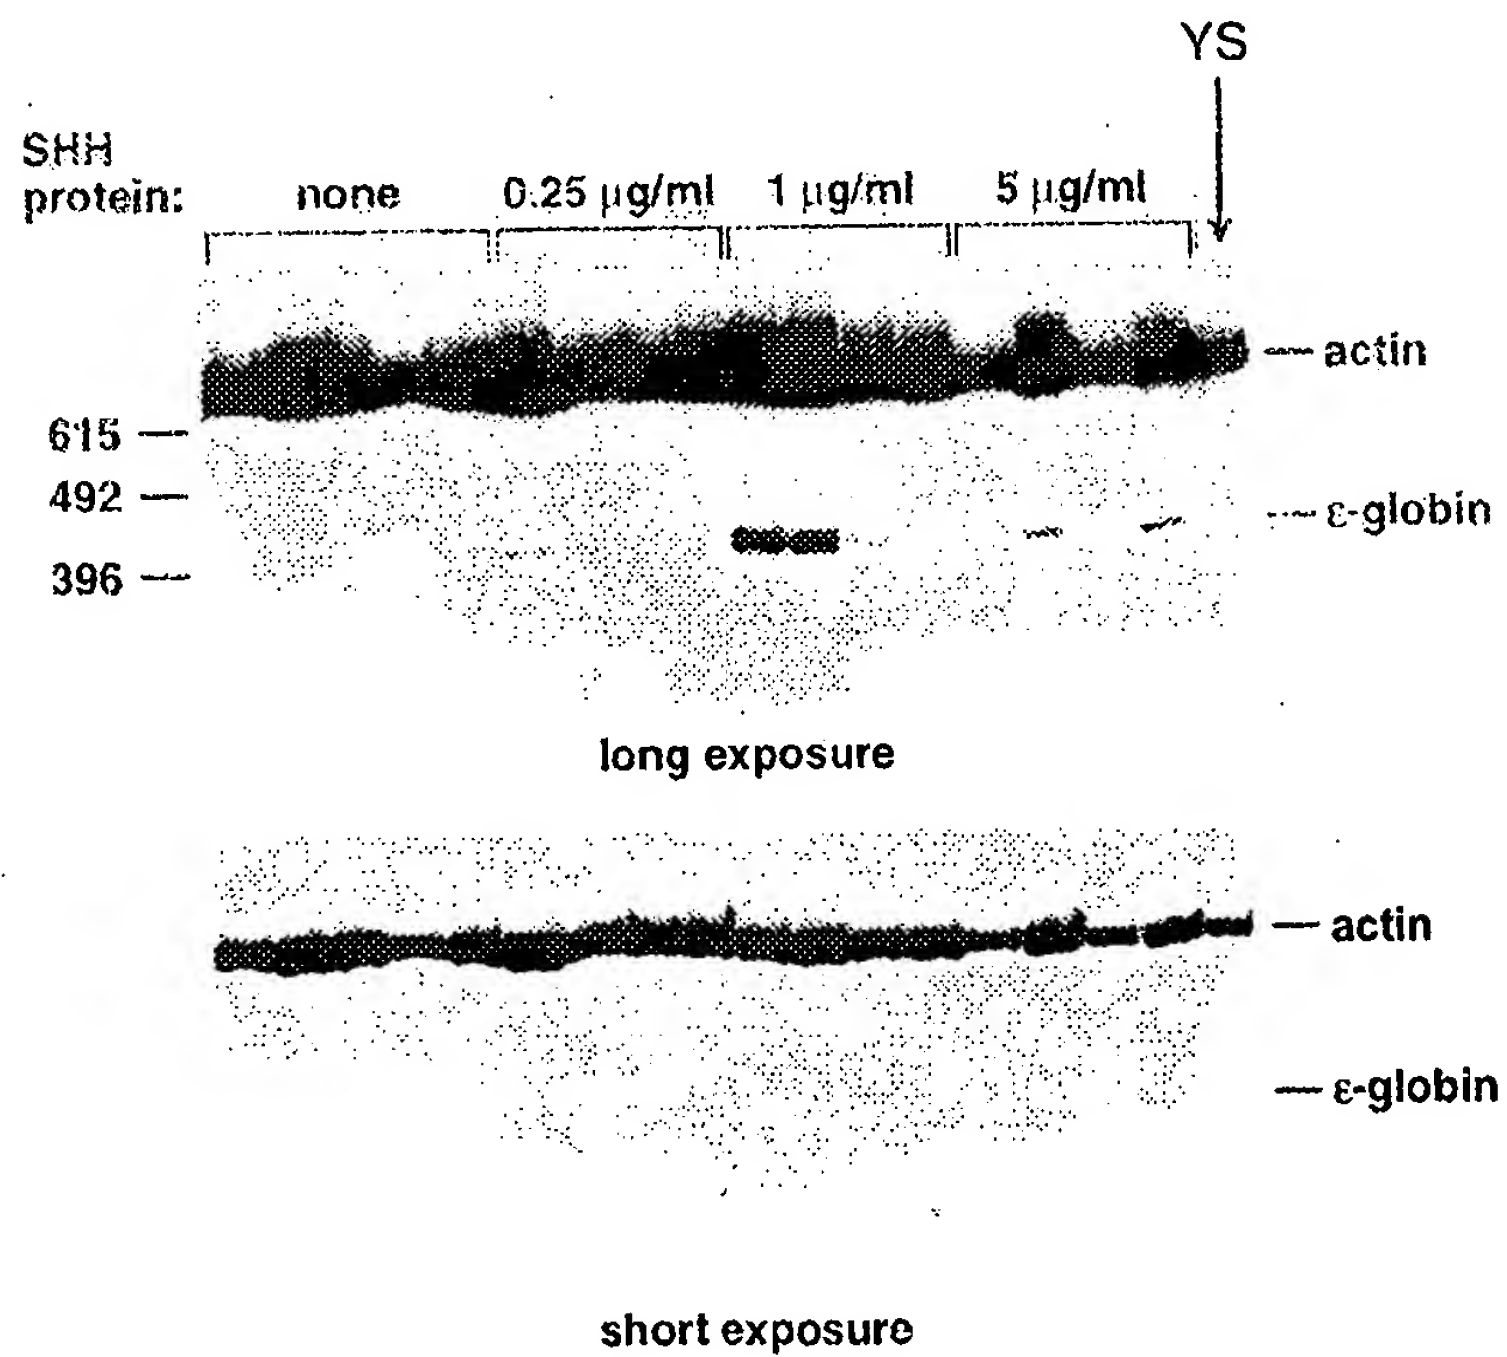 YS
SHH
protein:
none
0.25 µg/ml
1 µg/ml
5 µg/ml
actin
615
492
ε-globin
396
long exposure
actin
ε-globin
short exposure